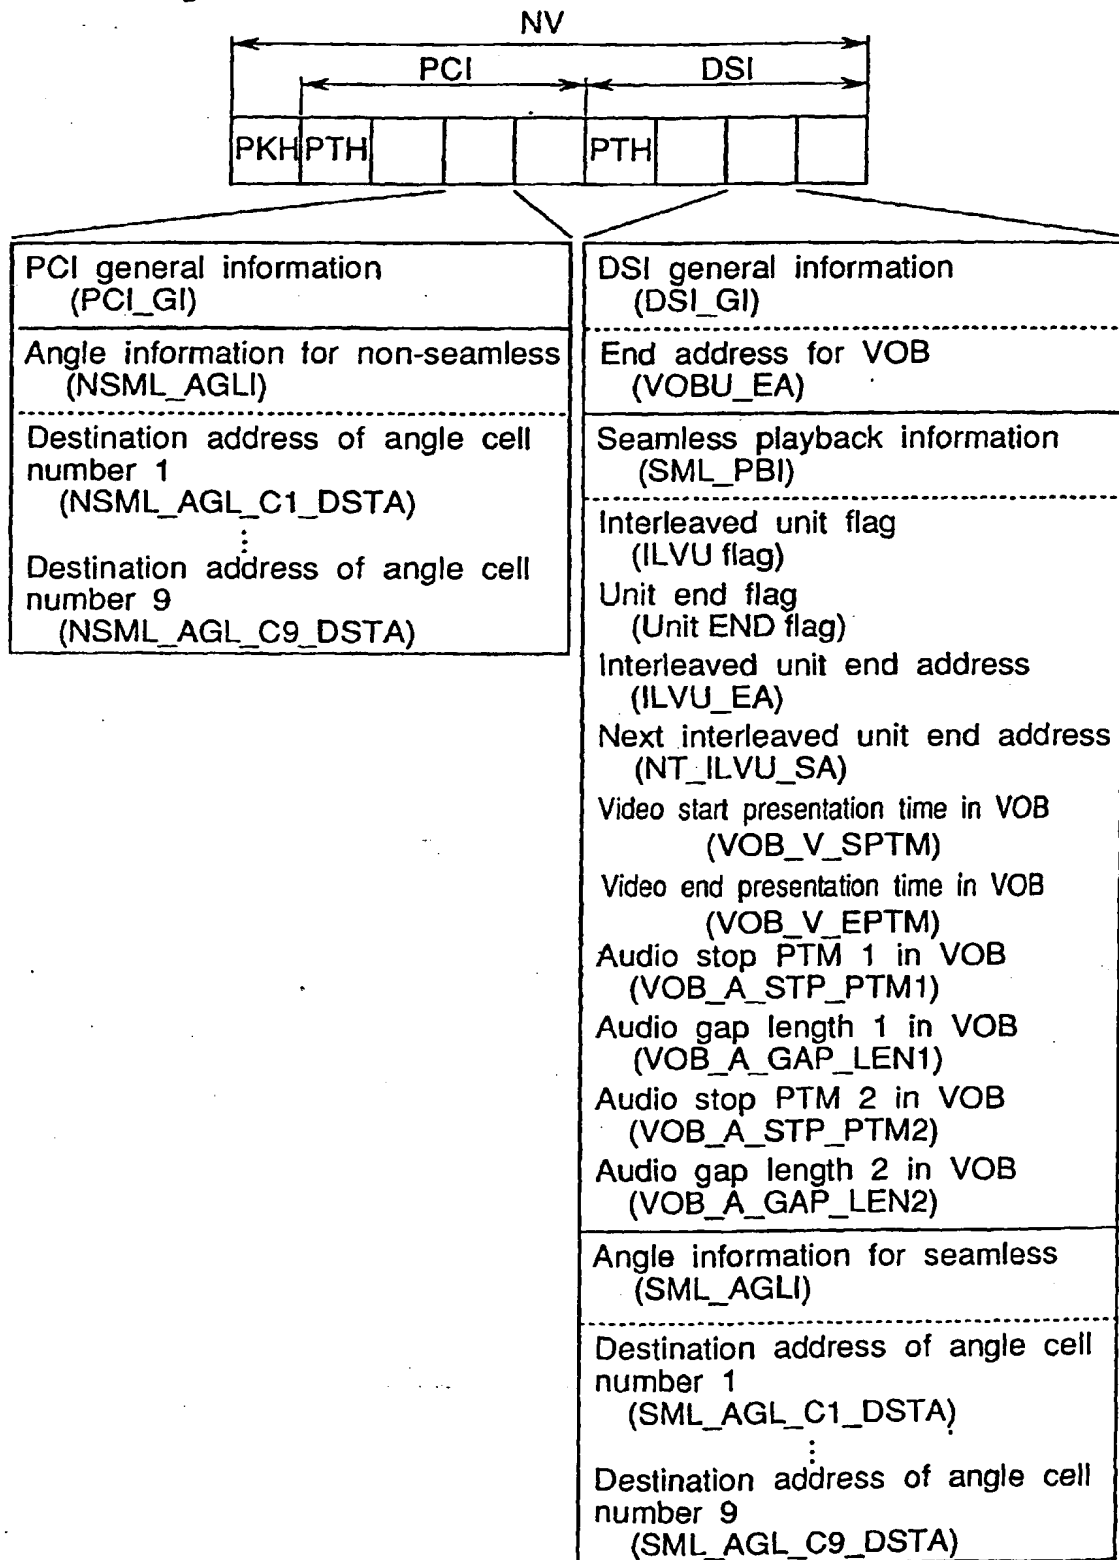 NV
PCI
DSI
PKH
PTH
PTH
PCI general information
(PCI_GI)
Angle information for non-seamless
(NSML_AGLI)
Destination address of angle cell
number 1
(NSML_AGL_C1_DSTA)
⋮
Destination address of angle cell
number 9
(NSML_AGL_C9_DSTA)
DSI general information
(DSI_GI)
End address for VOB
(VOBU_EA)
Seamless playback information
(SML_PBI)
Interleaved unit flag
(ILVU flag)
Unit end flag
(Unit END flag)
Interleaved unit end address
(ILVU_EA)
Next interleaved unit end address
(NT_ILVU_SA)
Video start presentation time in VOB
(VOB_V_SPTM)
Video end presentation time in VOB
(VOB_V_EPTM)
Audio stop PTM 1 in VOB
(VOB_A_STP_PTM1)
Audio gap length 1 in VOB
(VOB_A_GAP_LEN1)
Audio stop PTM 2 in VOB
(VOB_A_STP_PTM2)
Audio gap length 2 in VOB
(VOB_A_GAP_LEN2)
Angle information for seamless
(SML_AGLI)
Destination address of angle cell
number 1
(SML_AGL_C1_DSTA)
⋮
Destination address of angle cell
number 9
(SML_AGL_C9_DSTA)